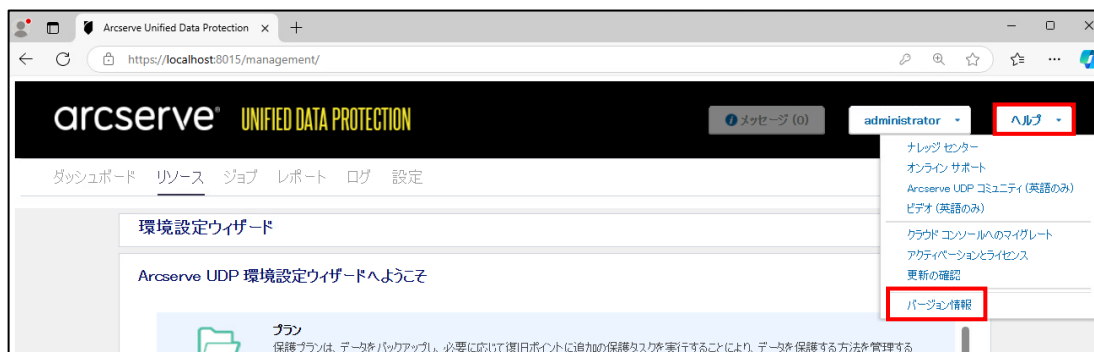 Arcserve Unified Data Protection
https://localhost:8015/management/
arcserve® UNIFIED DATA PROTECTION
メッセージ (0)
administrator
ヘルプ
ナレッジ センター
オンライン サポート
Arcserve UDP コミュニティ (英語のみ)
ビデオ (英語のみ)
クラウド コンソールへのマイグレート
アクティベーションとライセンス
更新の確認
バージョン情報
ダッシュボード リソース ジョブ レポート ログ 設定
環境設定ウィザード
Arcserve UDP 環境設定ウィザードへようこそ
プラン
保護プランは、データをバックアップし、必要に応じて復旧ポイントに追加の保護タスクを実行することにより、データを保護する方法を管理する